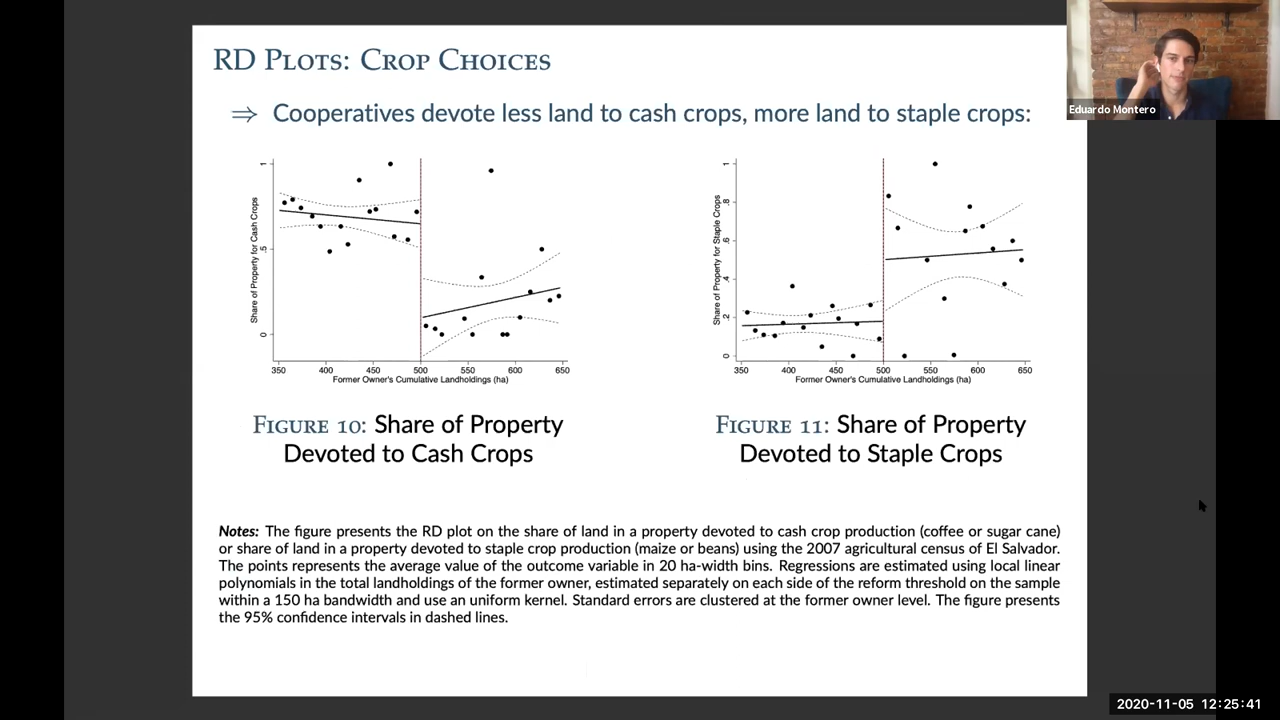 RD Plots: Crop Choices
Eduardo Montero
⇒ Cooperatives devote less land to cash crops, more land to staple crops:
Share of Property for Cash Crops
1
.5
0
350 400 450 500 550 600 650
Former Owner's Cumulative Landholdings (ha)
Share of Property for Staple Crops
1
.8
.6
.4
.2
0
350 400 450 500 550 600 650
Former Owner's Cumulative Landholdings (ha)
Figure 10: Share of Property
Devoted to Cash Crops
Figure 11: Share of Property
Devoted to Staple Crops
Notes: The figure presents the RD plot on the share of land in a property devoted to cash crop production (coffee or sugar cane)
or share of land in a property devoted to staple crop production (maize or beans) using the 2007 agricultural census of El Salvador.
The points represents the average value of the outcome variable in 20 ha-width bins. Regressions are estimated using local linear
polynomials in the total landholdings of the former owner, estimated separately on each side of the reform threshold on the sample
within a 150 ha bandwidth and use an uniform kernel. Standard errors are clustered at the former owner level. The figure presents
the 95% confidence intervals in dashed lines.
2020-11-05 12:25:41